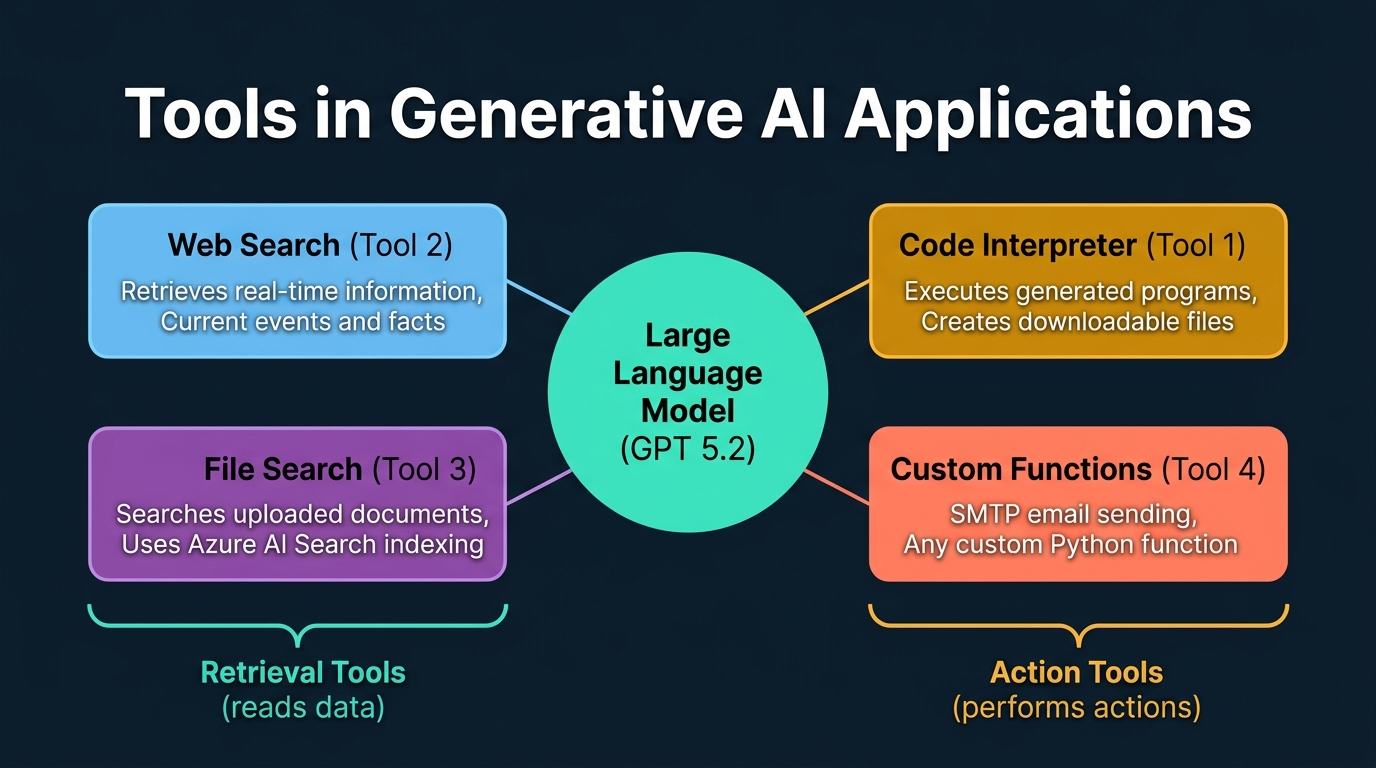 Tools in Generative AI Applications
Web Search (Tool 2)
Retrieves real-time information,
Current events and facts
Code Interpreter (Tool 1)
Executes generated programs,
Creates downloadable files
Large
Language
Model
(GPT 5.2)
File Search (Tool 3)
Searches uploaded documents,
Uses Azure AI Search indexing
Custom Functions (Tool 4)
SMTP email sending,
Any custom Python function
Retrieval Tools
(reads data)
Action Tools
(performs actions)